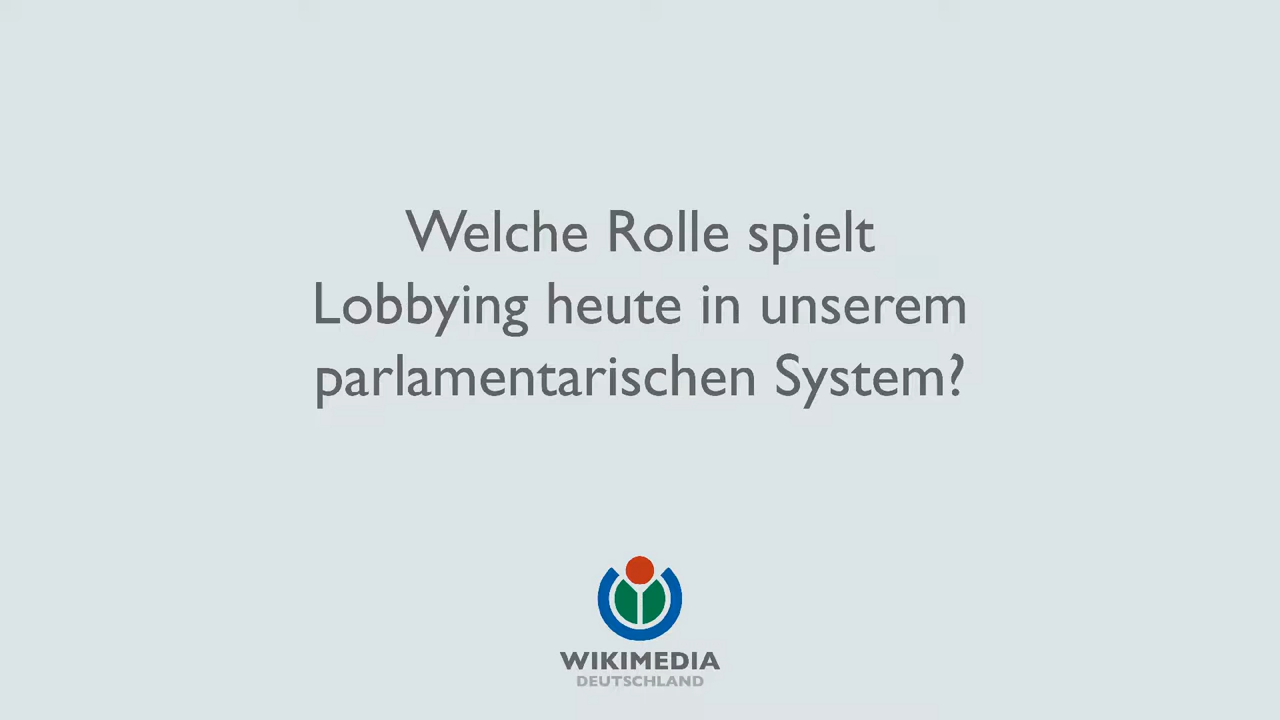 Welche Rolle spielt
Lobbying heute in unserem
parlamentarischen System?
WIKIMEDIA
DEUTSCHLAND